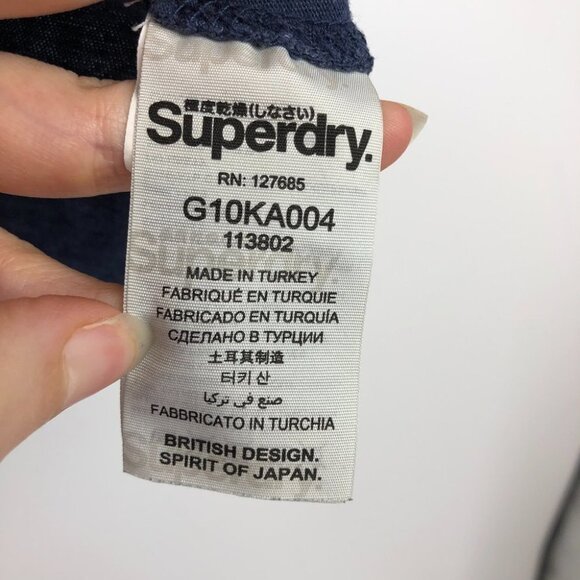 極度乾燥(しなさい)
Superdry.
RN: 127685
G10KA004
113802
MADE IN TURKEY
FABRIQUÉ EN TURQUIE
FABRICADO EN TURQUÍA
СДЕЛАНО В ТУРЦИИ
土耳其制造
터키 산
صنع في تركيا
FABBRICATO IN TURCHIA
BRITISH DESIGN.
SPIRIT OF JAPAN.